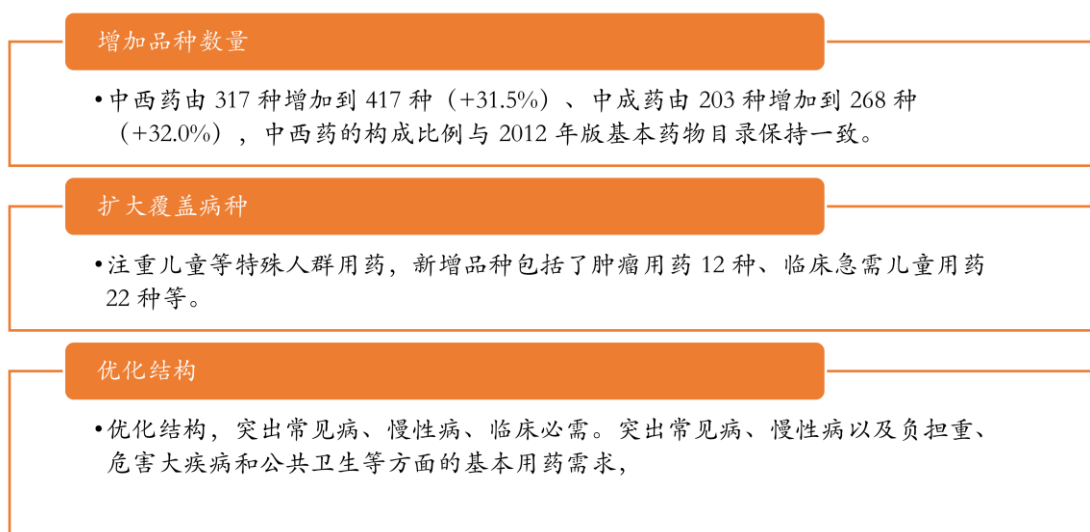 增加品种数量
•中西药由 317 种增加到 417 种（+31.5%）、中成药由 203 种增加到 268 种
（+32.0%），中西药的构成比例与 2012 年版基本药物目录保持一致。
扩大覆盖病种
•注重儿童等特殊人群用药，新增品种包括了肿瘤用药 12 种、临床急需儿童用药
22 种等。
优化结构
•优化结构，突出常见病、慢性病、临床必需。突出常见病、慢性病以及负担重、
危害大疾病和公共卫生等方面的基本用药需求，